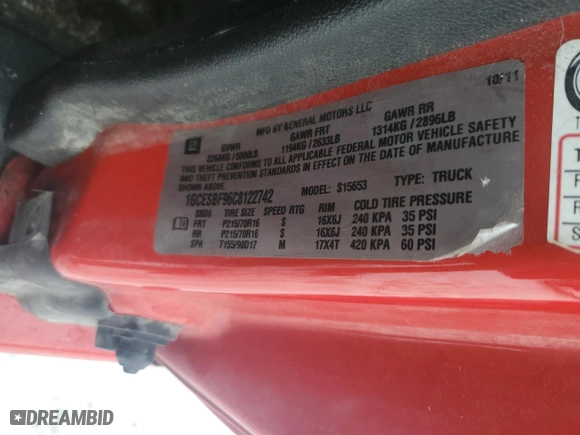 10/11
MFD BY GENERAL MOTORS LLC
GM
GVWR GAWR FRT GAWR RR
2268KG / 5000LB 1194KG / 2633LB 1314KG / 2896LB
THIS VEHICLE CONFORMS TO ALL APPLICABLE FEDERAL MOTOR VEHICLE SAFETY
AND THEFT PREVENTION STANDARDS IN EFFECT ON THE DATE OF MANUFACTURE
SHOWN ABOVE.
1GCESBF96C8122742 MODEL: S15653 TYPE: TRUCK
SBD6 TIRE SIZE SPEED RTG RIM COLD TIRE PRESSURE
FRT P215/70R16 S 16X6J 240 KPA 35 PSI
RR P215/70R16 S 16X6J 240 KPA 35 PSI
SPA T155/90D17 M 17X4T 420 KPA 60 PSI
DREAMBID